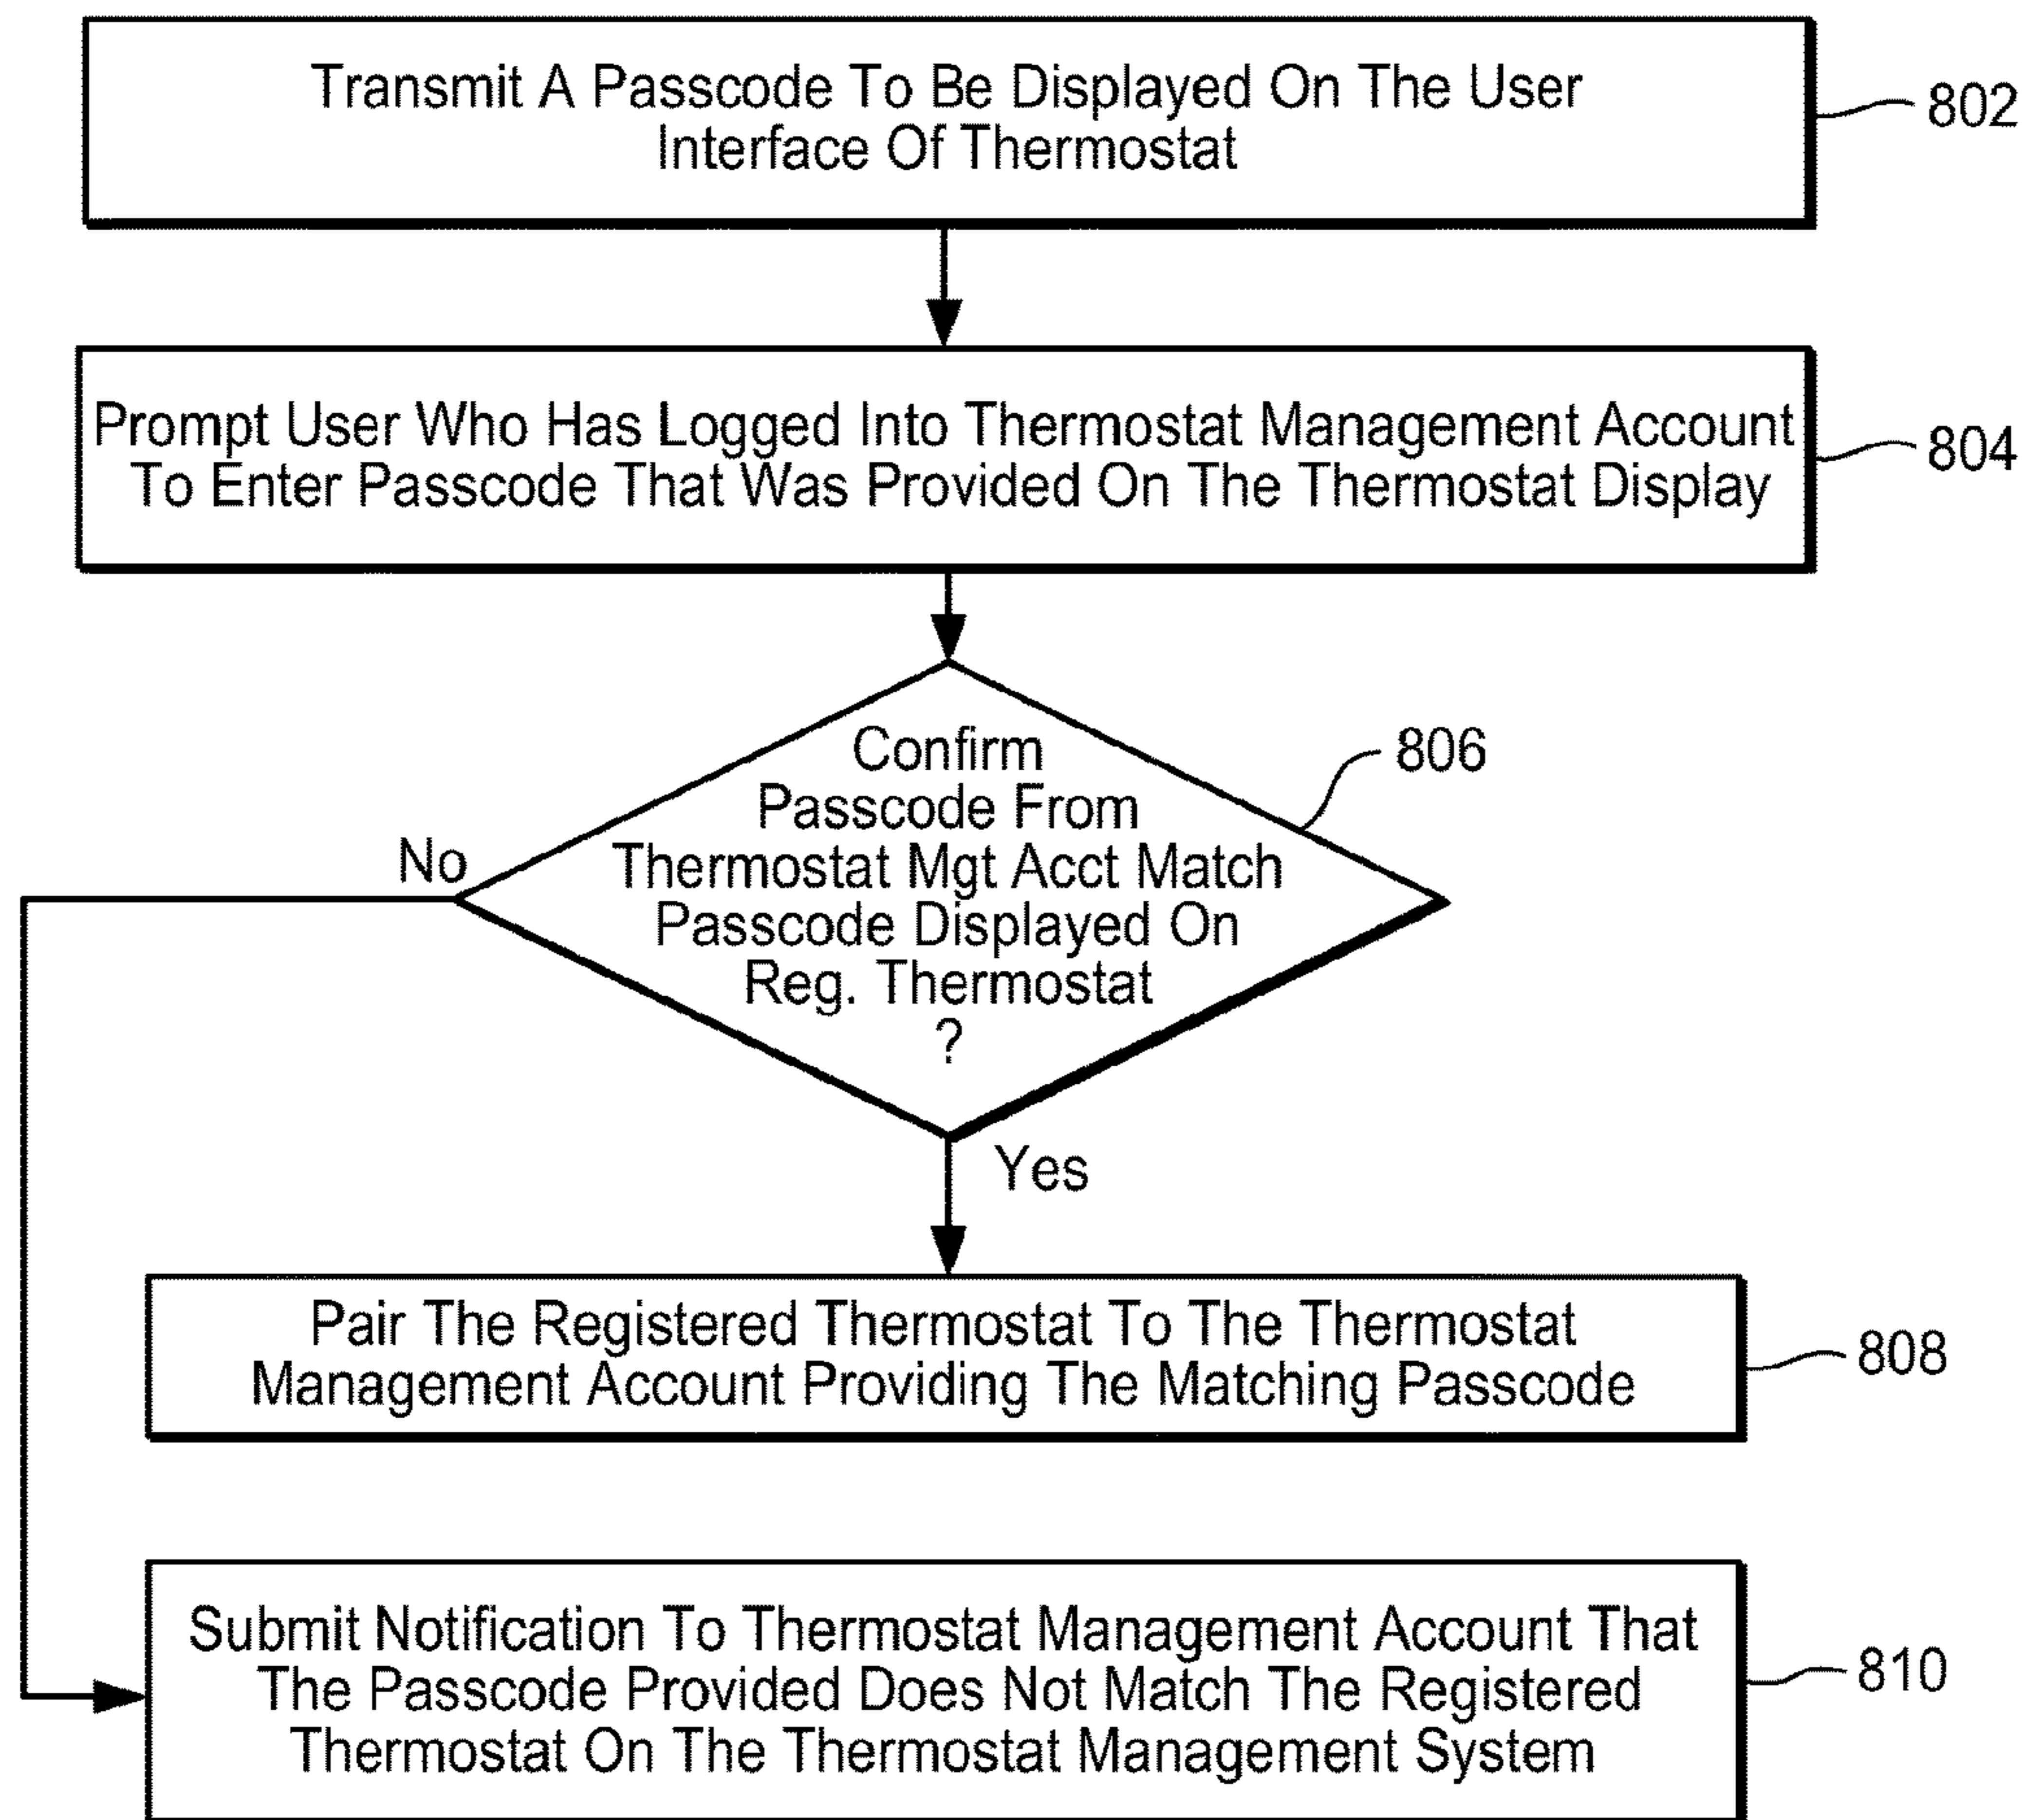 Transmit A Passcode To Be Displayed On The User
Interface Of Thermostat
802
Prompt User Who Has Logged Into Thermostat Management Account
To Enter Passcode That Was Provided On The Thermostat Display
804
Confirm
Passcode From
Thermostat Mgt Acct Match
Passcode Displayed On
Reg. Thermostat
?
806
No
Yes
Pair The Registered Thermostat To The Thermostat
Management Account Providing The Matching Passcode
808
Submit Notification To Thermostat Management Account That
The Passcode Provided Does Not Match The Registered
Thermostat On The Thermostat Management System
810